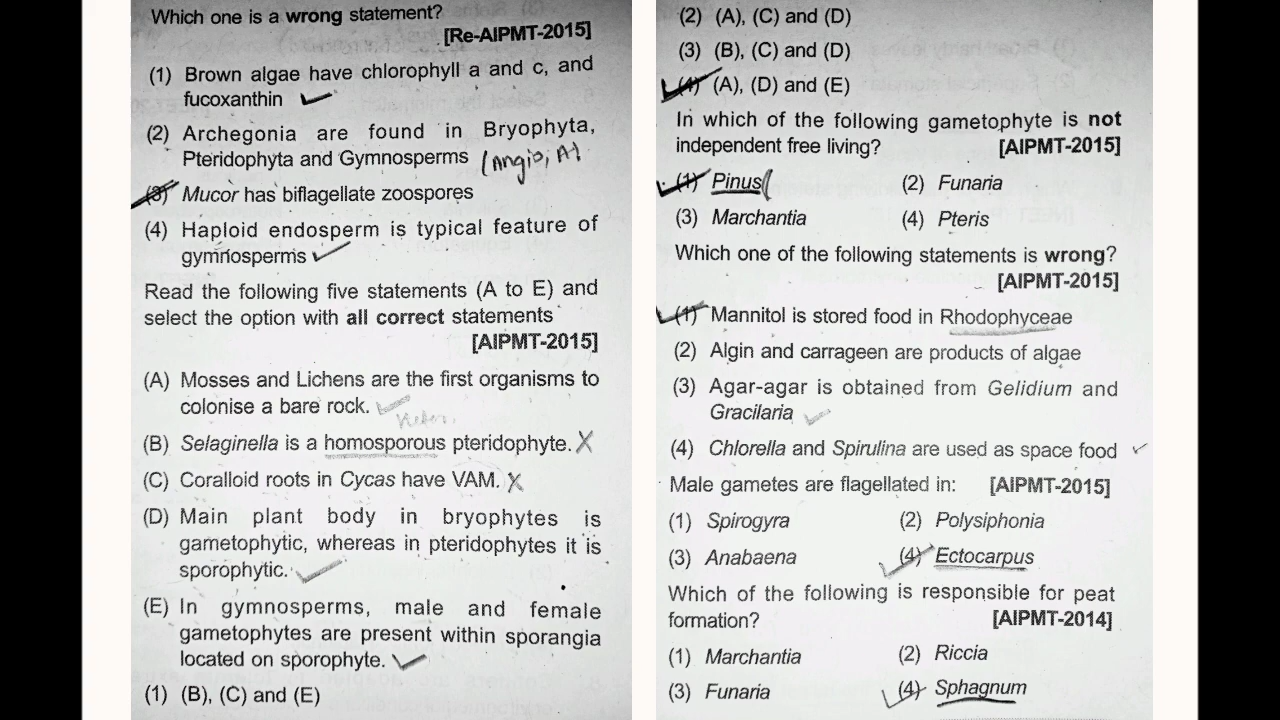 Which one is a wrong statement?
[Re-AIPMT-2015]
(1) Brown algae have chlorophyll a and c, and
fucoxanthin
(2) Archegonia are found in Bryophyta,
Pteridophyta and Gymnosperms (Angio, A)
(3) Mucor has biflagellate zoospores
(4) Haploid endosperm is typical feature of
gymnosperms
Read the following five statements (A to E) and
select the option with all correct statements
[AIPMT-2015]
(A) Mosses and Lichens are the first organisms to
colonise a bare rock.
(B) Selaginella is a homosporous pteridophyte. X
(C) Coralloid roots in Cycas have VAM. X
(D) Main plant body in bryophytes is
gametophytic, whereas in pteridophytes it is
sporophytic.
(E) In gymnosperms, male and female
gametophytes are present within sporangia
located on sporophyte.
(1) (B), (C) and (E)
(2) (A), (C) and (D)
(3) (B), (C) and (D)
(4) (A), (D) and (E)
In which of the following gametophyte is not
independent free living? [AIPMT-2015]
(1) Pinus (2) Funaria
(3) Marchantia (4) Pteris
Which one of the following statements is wrong?
[AIPMT-2015]
(1) Mannitol is stored food in Rhodophyceae
(2) Algin and carrageen are products of algae
(3) Agar-agar is obtained from Gelidium and
Gracilaria
(4) Chlorella and Spirulina are used as space food
Male gametes are flagellated in: [AIPMT-2015]
(1) Spirogyra (2) Polysiphonia
(3) Anabaena (4) Ectocarpus
Which of the following is responsible for peat
formation? [AIPMT-2014]
(1) Marchantia (2) Riccia
(3) Funaria (4) Sphagnum